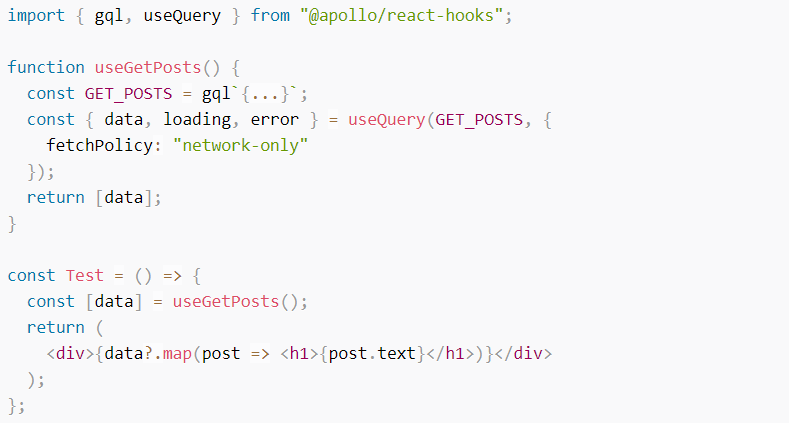 import { gql, useQuery } from "@apollo/react-hooks";

function useGetPosts() {
  const GET_POSTS = gql`{...}`;
  const { data, loading, error } = useQuery(GET_POSTS, {
    fetchPolicy: "network-only"
  });
  return [data];
}

const Test = () => {
  const [data] = useGetPosts();
  return (
    <div>{data?.map(post => <h1>{post.text}</h1>)}</div>
  );
};